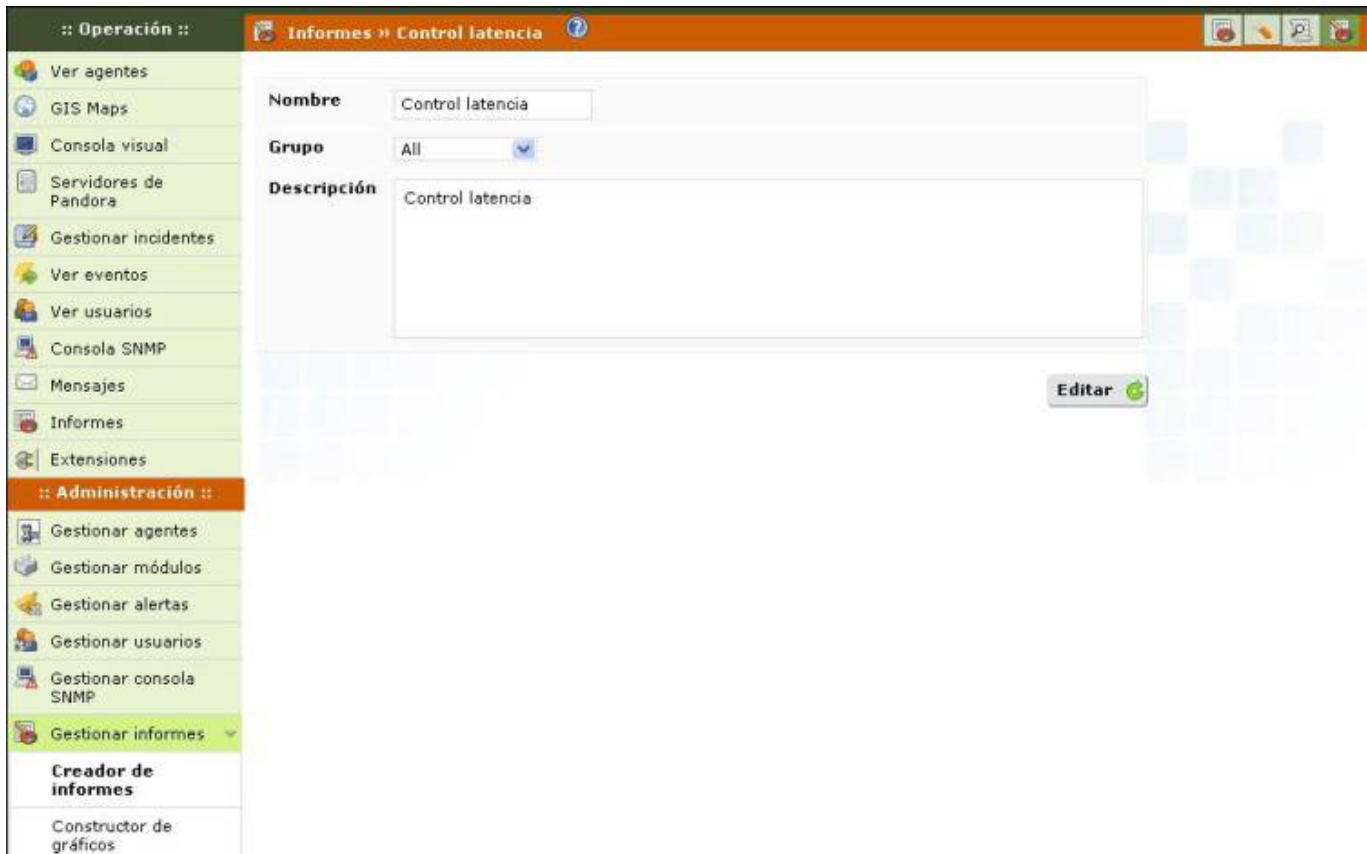 :: Operación ::
Ver agentes
GIS Maps
Consola visual
Servidores de
Pandora
Gestionar incidentes
Ver eventos
Ver usuarios
Consola SNMP
Mensajes
Informes
Extensiones
:: Administración ::
Gestionar agentes
Gestionar módulos
Gestionar alertas
Gestionar usuarios
Gestionar consola
SNMP
Gestionar informes
Creador de
informes
Constructor de
gráficos
Informes » Control latencia
Nombre Control latencia
Grupo All
Descripción Control latencia
Editar